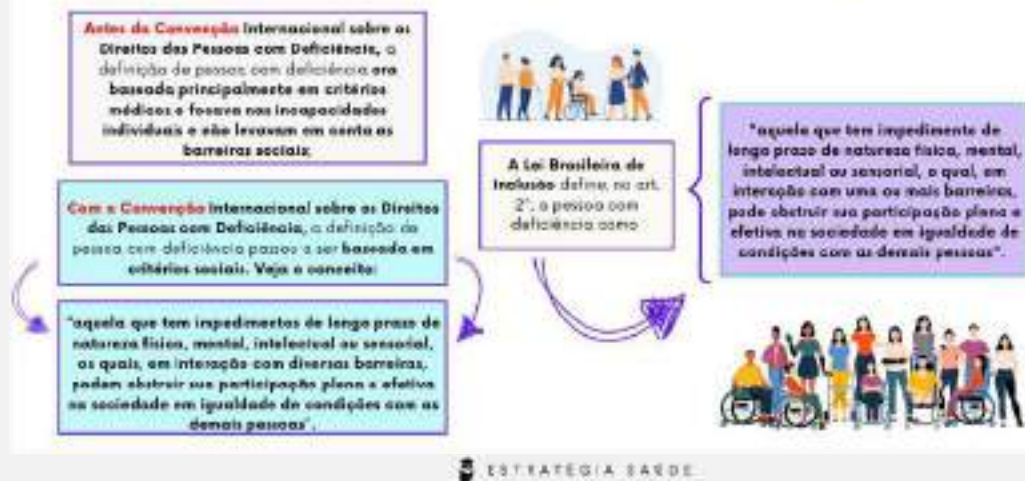 Antes da Convenção Internacional sobre os
Direitos das Pessoas com Deficiência, a
definição de pessoa com deficiência era
baseada principalmente em critérios
médicos e focava nas incapacidades
individuais e não levavam em conta as
barreiras sociais;
Com a Convenção Internacional sobre os Direitos
das Pessoas com Deficiência, a definição de
pessoa com deficiência passou a ser baseada em
critérios sociais. Veja o conceito:
"aquela que tem impedimentos de longo prazo de
natureza física, mental, intelectual ou sensorial,
os quais, em interação com diversas barreiras,
podem obstruir sua participação plena e efetiva
na sociedade em igualdade de condições com as
demais pessoas".
A Lei Brasileira de
Inclusão define, no art.
2°, a pessoa com
deficiência como
"aquela que tem impedimento de
longo prazo de natureza física, mental,
intelectual ou sensorial, o qual, em
interação com uma ou mais barreiras,
pode obstruir sua participação plena e
efetiva na sociedade em igualdade de
condições com as demais pessoas".
ESTRATÉGIA SAÚDE